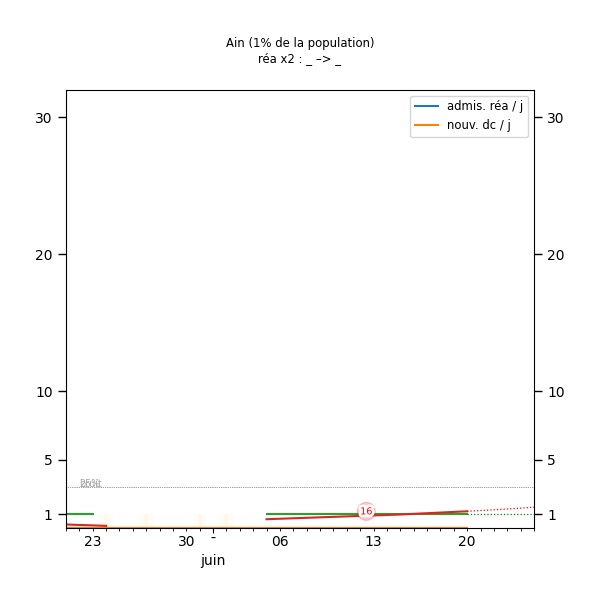 Ain (1% de la population)
réa x2 : _ –> _
admis. réa / j
nouv. dc / j
30 30
20 20
10 10
5 5
1 1
16
23 30 - 06 13 20
juin